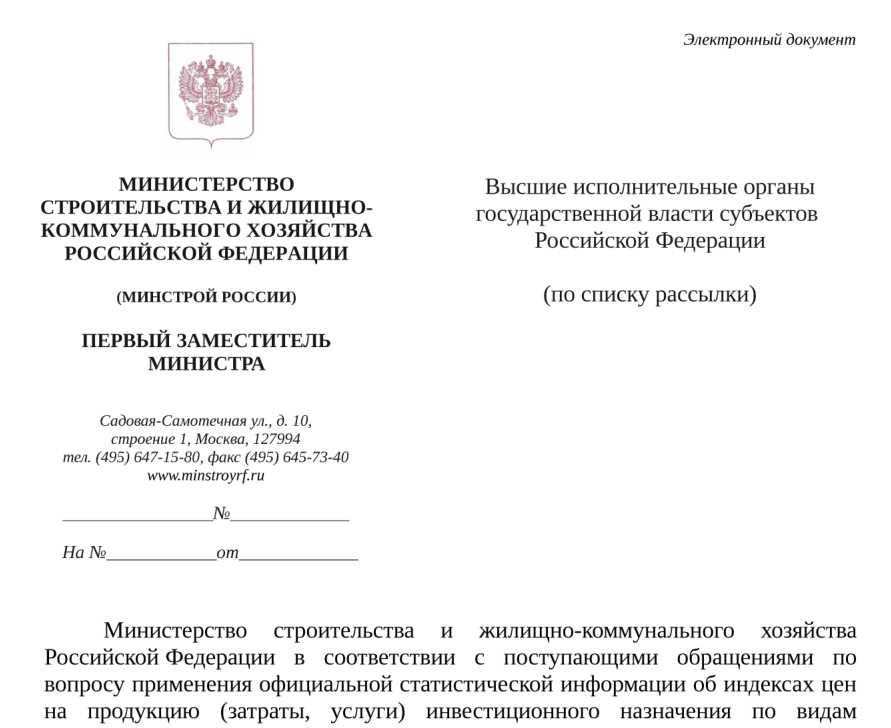 Электронный документ
МИНИСТЕРСТВО
СТРОИТЕЛЬСТВА И ЖИЛИЩНО-
КОММУНАЛЬНОГО ХОЗЯЙСТВА
РОССИЙСКОЙ ФЕДЕРАЦИИ
(МИНСТРОЙ РОССИИ)
ПЕРВЫЙ ЗАМЕСТИТЕЛЬ
МИНИСТРА
Садовая-Самотечная ул., д. 10,
строение 1, Москва, 127994
тел. (495) 647-15-80, факс (495) 645-73-40
www.minstroyrf.ru
__________________№______________
На №_____________от______________
Высшие исполнительные органы
государственной власти субъектов
Российской Федерации
(по списку рассылки)
Министерство строительства и жилищно-коммунального хозяйства
Российской Федерации в соответствии с поступающими обращениями по
вопросу применения официальной статистической информации об индексах цен
на продукцию (затраты, услуги) инвестиционного назначения по видам